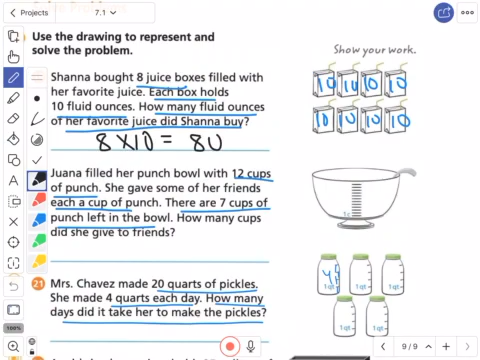 Projects
7.1
Use the drawing to represent and
solve the problem.
Show your work.
Shanna bought 8 juice boxes filled with
her favorite juice. Each box holds
10 fluid ounces. How many fluid ounces
of her favorite juice did Shanna buy?
8 X 10 = 80
10 10 10 10
10 10 10 10
Juana filled her punch bowl with 12 cups
of punch. She gave some of her friends
each a cup of punch. There are 7 cups of
punch left in the bowl. How many cups
did she give to friends?
1c
21 Mrs. Chavez made 20 quarts of pickles.
She made 4 quarts each day. How many
days did it take her to make the pickles?
1 qt 1 qt 1 qt
1 qt 1 qt
100%
9 / 9